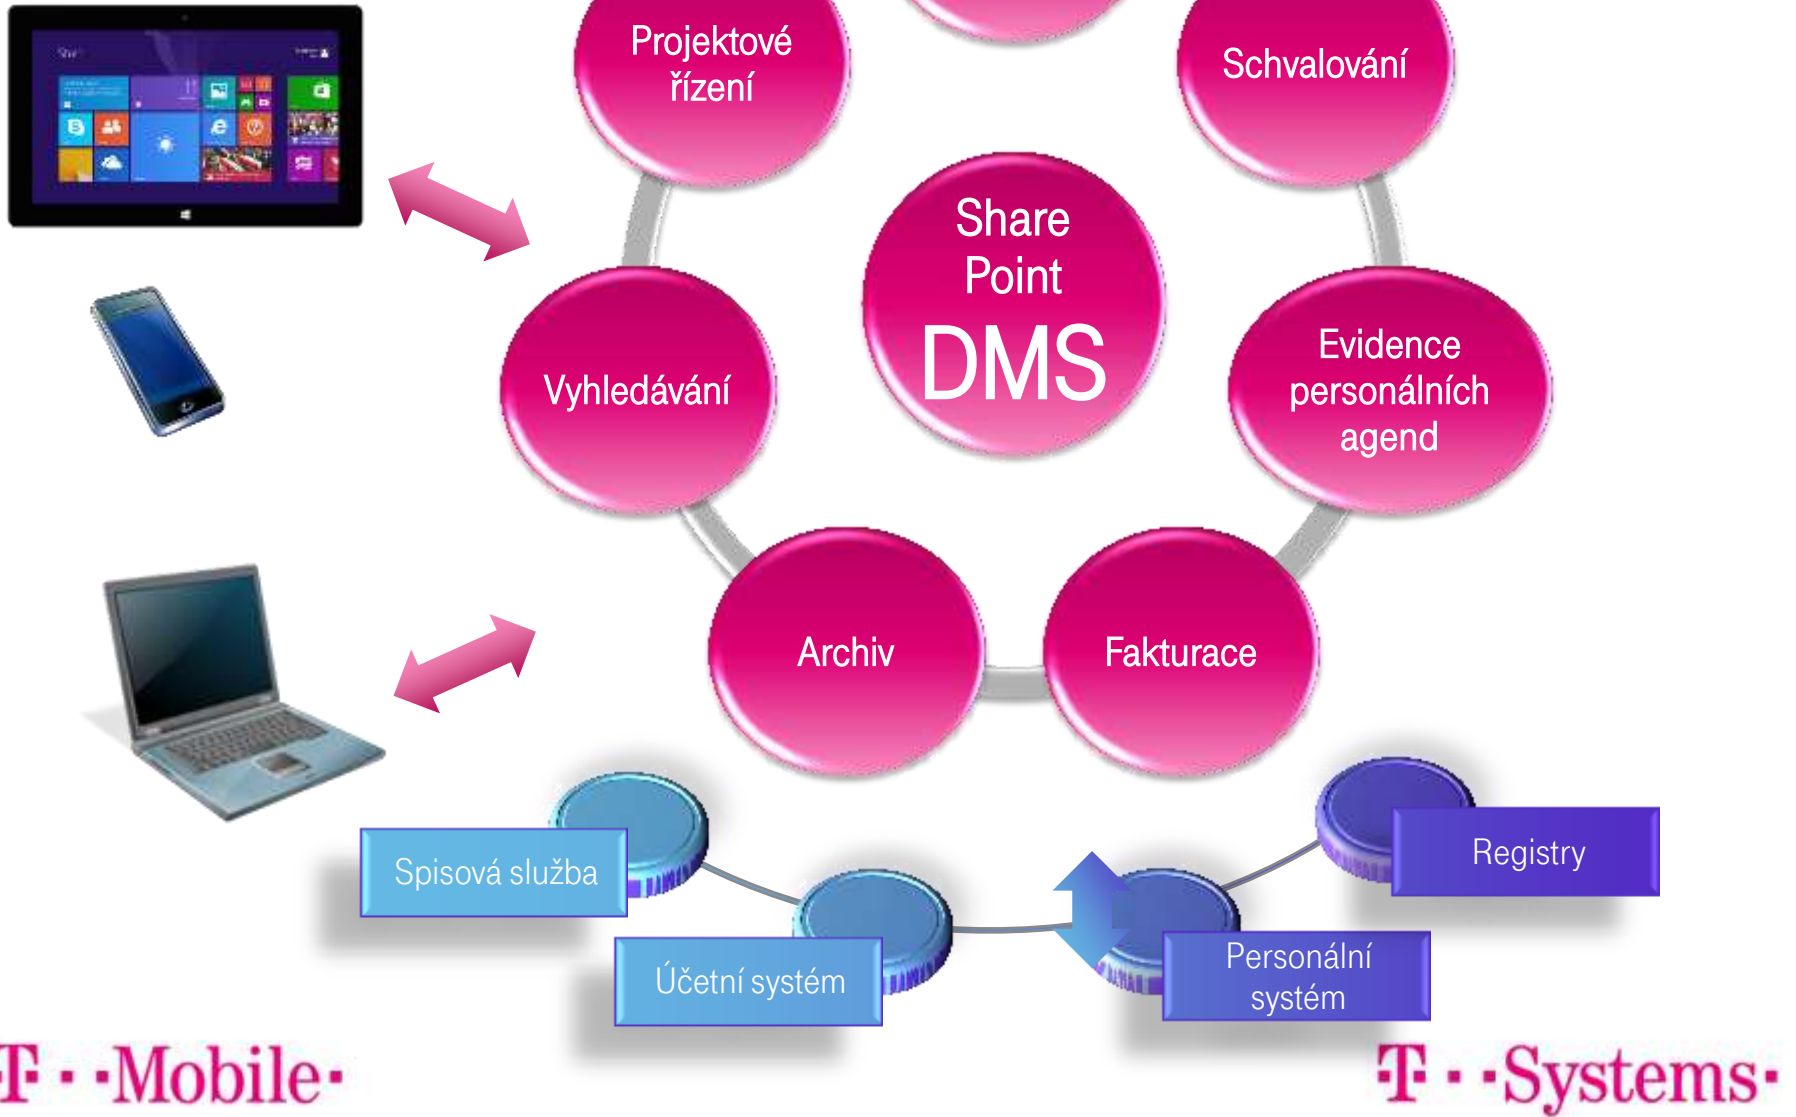 Start
Projektové
řízení
Schvalování
Share
Point
DMS
Vyhledávání
Evidence
personálních
agend
Archiv
Fakturace
Spisová služba
Účetní systém
Personální
systém
Registry
T··Mobile·
T··Systems·